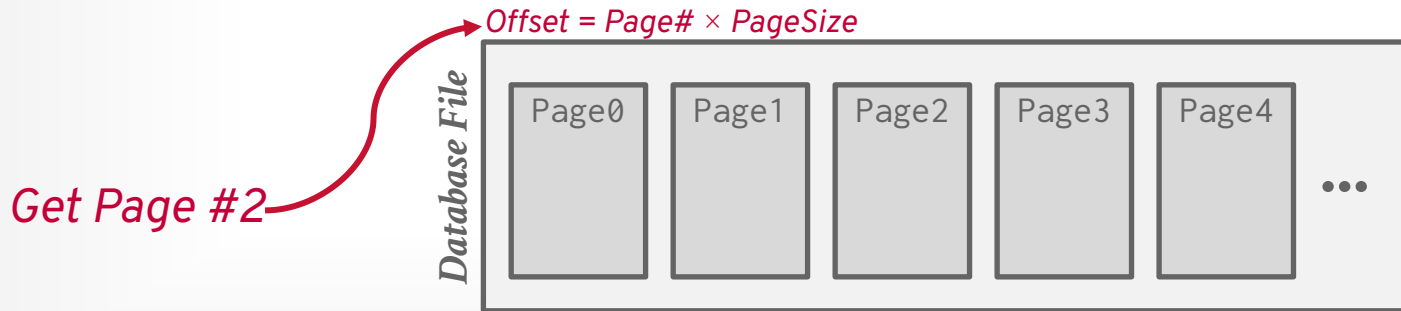 Offset = Page# × PageSize
Database File
Page0 Page1 Page2 Page3 Page4
•••
Get Page #2